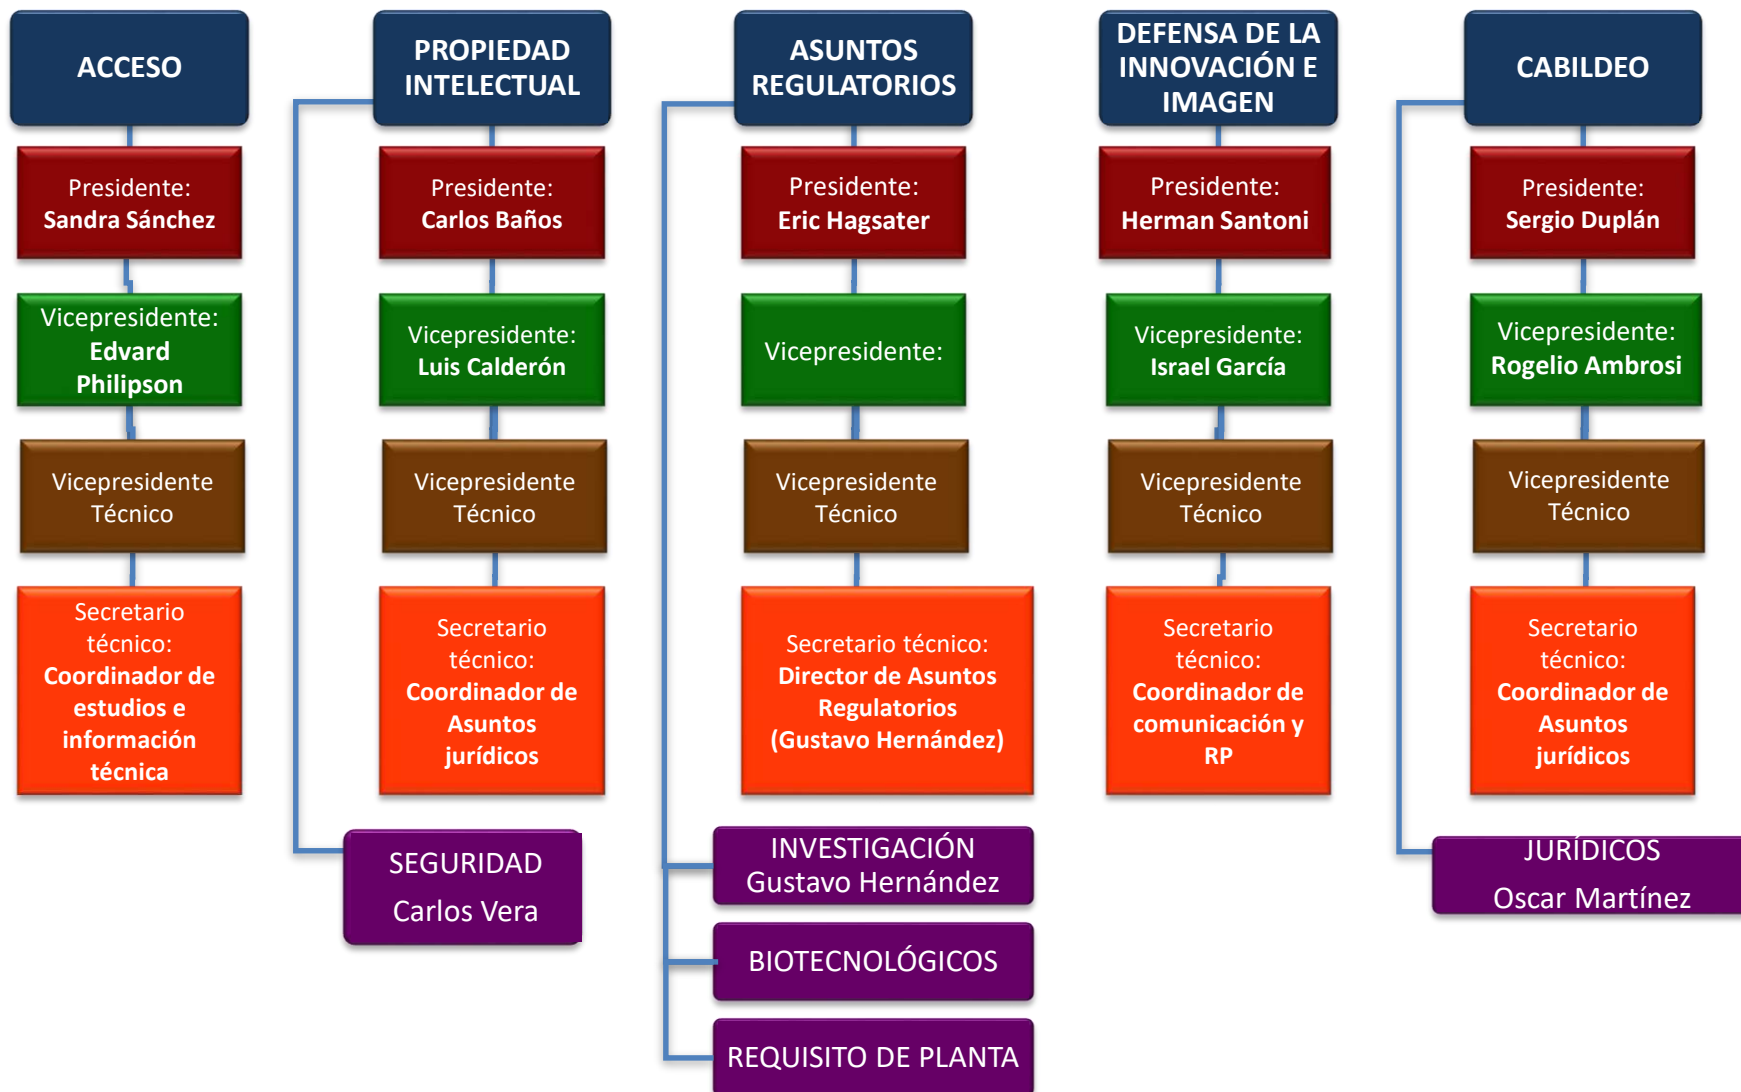 ACCESO
Presidente:
Sandra Sánchez
Vicepresidente:
Edvard
Philipson
Vicepresidente
Técnico
Secretario
técnico:
Coordinador de
estudios e
información
técnica
PROPIEDAD
INTELECTUAL
Presidente:
Carlos Baños
Vicepresidente:
Luis Calderón
Vicepresidente
Técnico
Secretario
técnico:
Coordinador de
Asuntos
jurídicos
SEGURIDAD
Carlos Vera
ASUNTOS
REGULATORIOS
Presidente:
Eric Hagsater
Vicepresidente:
Vicepresidente
Técnico
Secretario técnico:
Director de Asuntos
Regulatorios
(Gustavo Hernández)
INVESTIGACIÓN
Gustavo Hernández
BIOTECNOLÓGICOS
REQUISITO DE PLANTA
DEFENSA DE LA
INNOVACIÓN E
IMAGEN
Presidente:
Herman Santoni
Vicepresidente:
Israel García
Vicepresidente
Técnico
Secretario
técnico:
Coordinador de
comunicación y
RP
CABILDEO
Presidente:
Sergio Duplán
Vicepresidente:
Rogelio Ambrosi
Vicepresidente
Técnico
Secretario
técnico:
Coordinador de
Asuntos
jurídicos
JURÍDICOS
Oscar Martínez